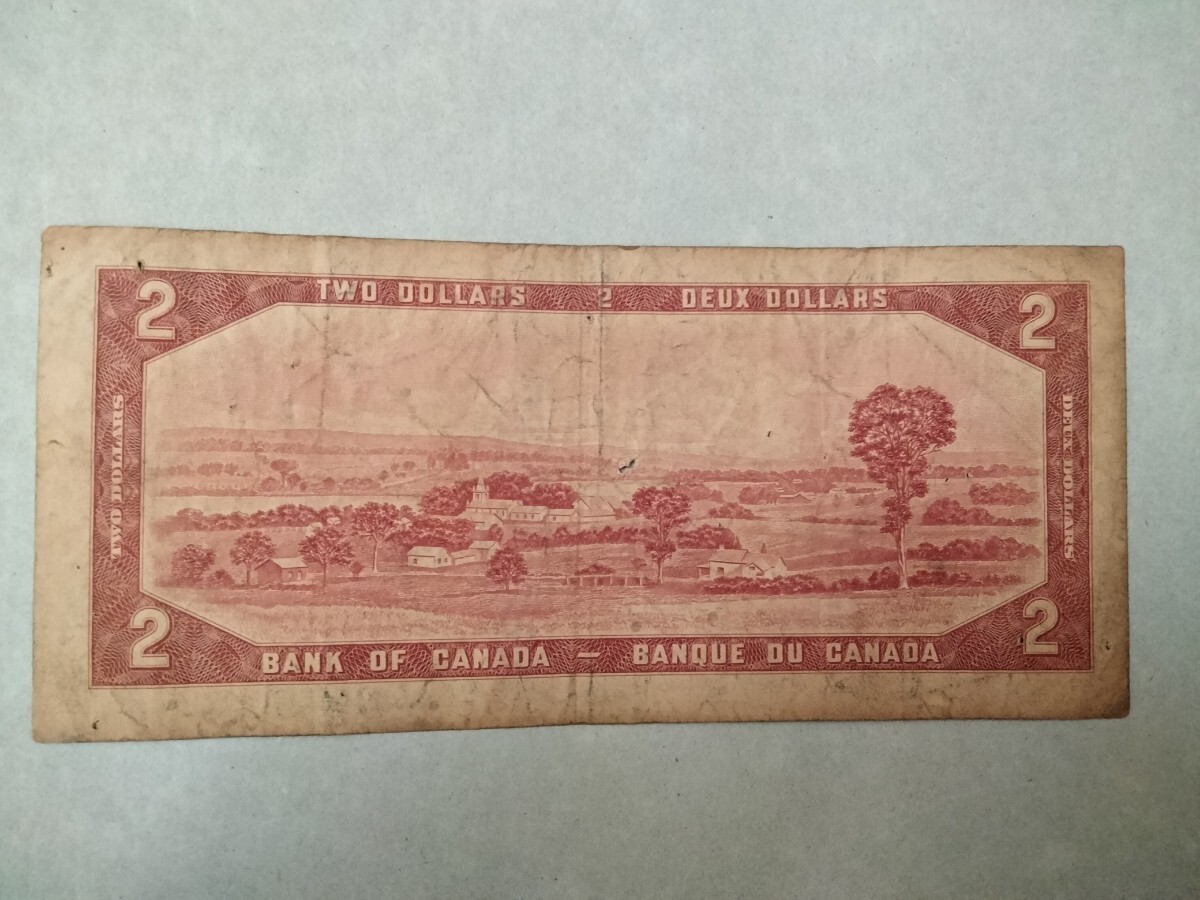 2 TWO DOLLARS 2 DEUX DOLLARS 2
TWO DOLLARS
DEUX DOLLARS
2 BANK OF CANADA – BANQUE DU CANADA 2